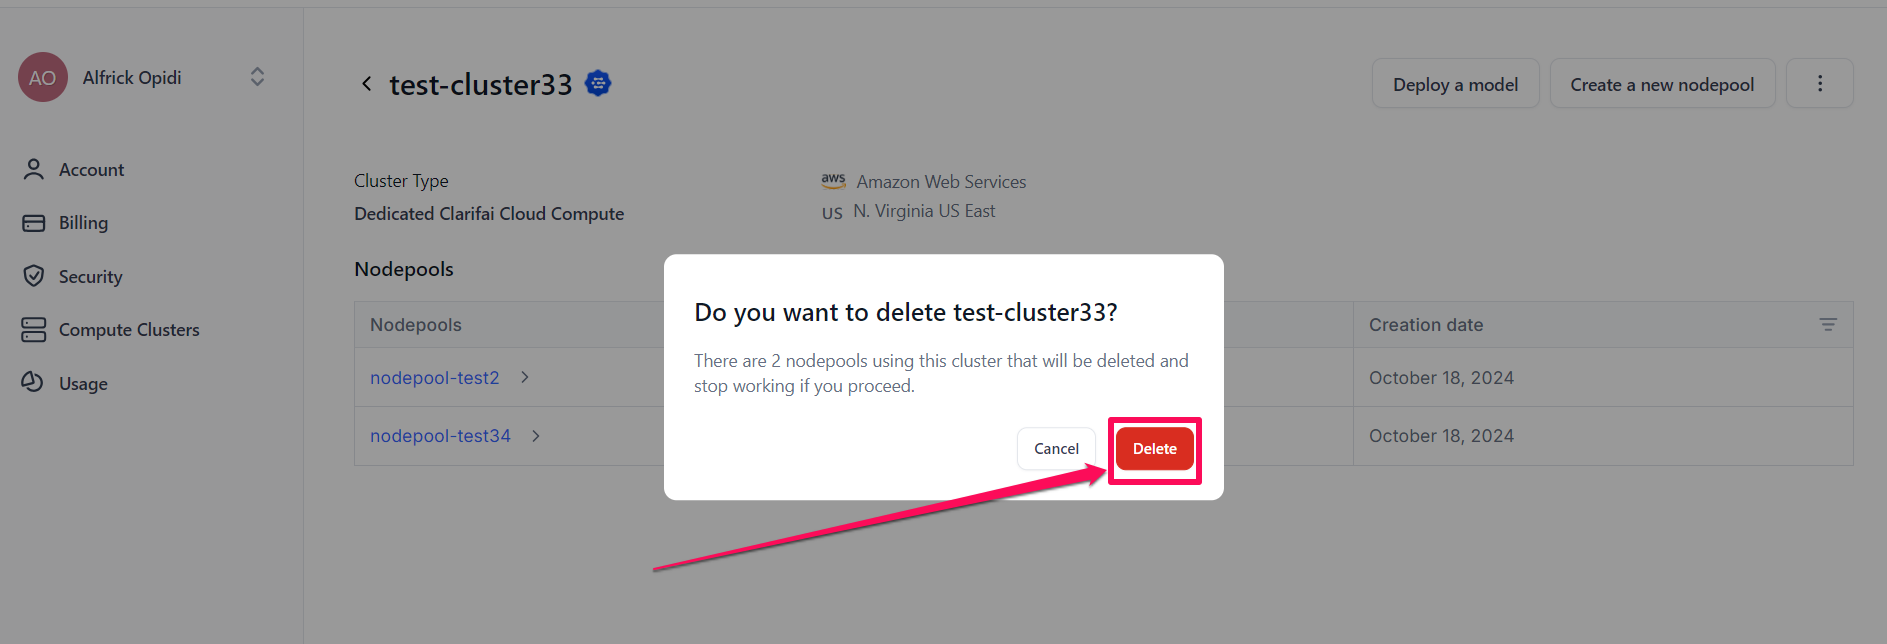 AO
Alfrick Opidi
Account
Billing
Security
Compute Clusters
Usage
test-cluster33
Deploy a model
Create a new nodepool
Cluster Type
Dedicated Clarifai Cloud Compute
aws Amazon Web Services
US N. Virginia US East
Nodepools
Nodepools
Creation date
nodepool-test2
October 18, 2024
nodepool-test34
October 18, 2024
Do you want to delete test-cluster33?
There are 2 nodepools using this cluster that will be deleted and
stop working if you proceed.
Cancel
Delete